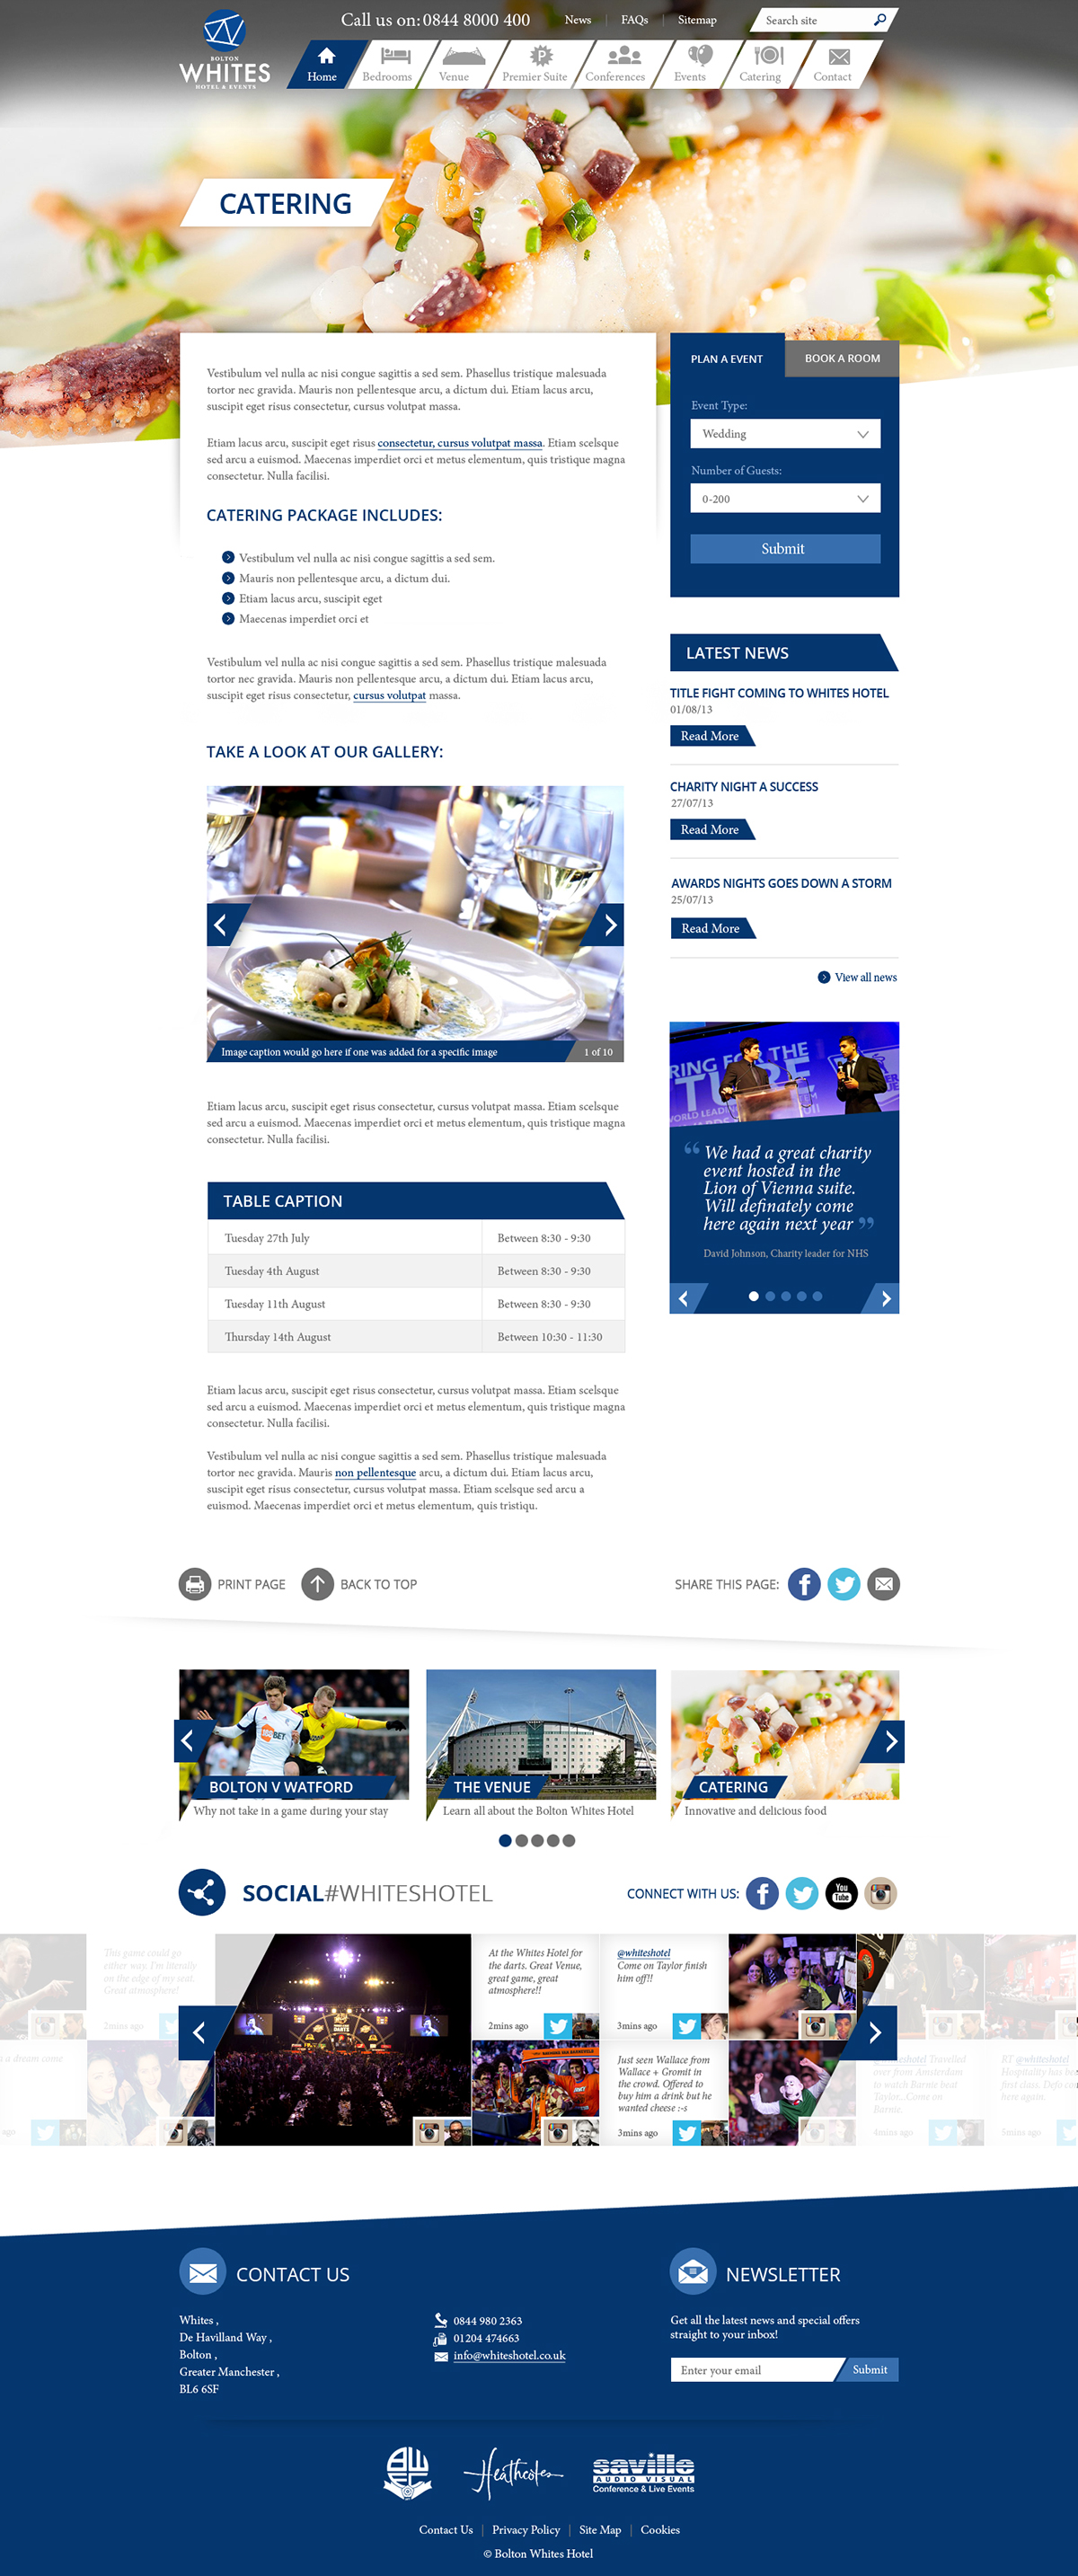 Call us on: 0844 8000 400
News | FAQs | Sitemap
Search site
BOLTON
WHITES
HOTEL & EVENTS
Home
Bedrooms
Venue
Premier Suite
Conferences
Events
Catering
Contact
CATERING
Vestibulum vel nulla ac nisi congue sagittis a sed sem. Phasellus tristique malesuada
tortor nec gravida. Mauris non pellentesque arcu, a dictum dui. Etiam lacus arcu,
suscipit eget risus consectetur, cursus volutpat massa.
Etiam lacus arcu, suscipit eget risus consectetur, cursus volutpat massa. Etiam scelsque
sed arcu a euismod. Maecenas imperdiet orci et metus elementum, quis tristique magna
consectetur. Nulla facilisi.
CATERING PACKAGE INCLUDES:
Vestibulum vel nulla ac nisi congue sagittis a sed sem.
Mauris non pellentesque arcu, a dictum dui.
Etiam lacus arcu, suscipit eget
Maecenas imperdiet orci et
Vestibulum vel nulla ac nisi congue sagittis a sed sem. Phasellus tristique malesuada
tortor nec gravida. Mauris non pellentesque arcu, a dictum dui. Etiam lacus arcu,
suscipit eget risus consectetur, cursus volutpat massa.
TAKE A LOOK AT OUR GALLERY:
Image caption would go here if one was added for a specific image
1 of 10
Etiam lacus arcu, suscipit eget risus consectetur, cursus volutpat massa. Etiam scelsque
sed arcu a euismod. Maecenas imperdiet orci et metus elementum, quis tristique magna
consectetur. Nulla facilisi.
TABLE CAPTION
Tuesday 27th July Between 8:30 - 9:30
Tuesday 4th August Between 8:30 - 9:30
Tuesday 11th August Between 8:30 - 9:30
Thursday 14th August Between 10:30 - 11:30
Etiam lacus arcu, suscipit eget risus consectetur, cursus volutpat massa. Etiam scelsque
sed arcu a euismod. Maecenas imperdiet orci et metus elementum, quis tristique magna
consectetur. Nulla facilisi.
Vestibulum vel nulla ac nisi congue sagittis a sed sem. Phasellus tristique malesuada
tortor nec gravida. Mauris non pellentesque arcu, a dictum dui. Etiam lacus arcu,
suscipit eget risus consectetur, cursus volutpat massa. Etiam scelsque sed arcu a
euismod. Maecenas imperdiet orci et metus elementum, quis tristiqu.
PLAN A EVENT
BOOK A ROOM
Event Type:
Wedding
Number of Guests:
0-200
Submit
LATEST NEWS
TITLE FIGHT COMING TO WHITES HOTEL
01/08/13
Read More
CHARITY NIGHT A SUCCESS
27/07/13
Read More
AWARDS NIGHTS GOES DOWN A STORM
25/07/13
Read More
View all news
RING FOR THE
“We had a great charity
event hosted in the
Lion of Vienna suite.
Will definately come
here again next year”
David Johnson, Charity leader for NHS
PRINT PAGE
BACK TO TOP
SHARE THIS PAGE:
BOLTON V WATFORD
Why not take in a game during your stay
THE VENUE
Learn all about the Bolton Whites Hotel
CATERING
Innovative and delicious food
SOCIAL#WHITESHOTEL
CONNECT WITH US:
You
Tube
This game could go
either way. I'm literally
on the edge of my seat.
Great atmosphere!
2mins ago
a dream come
ago
At the Whites Hotel for
the darts. Great Venue,
great game, great
atmosphere!!
2mins ago
@whiteshotel
Come on Taylor finish
him off!!
3mins ago
Just seen Wallace from
Wallace + Gromit in
the crowd. Offered to
buy him a drink but he
wanted cheese :-s
3mins ago
Travelled
over from Amsterdam
to watch Barnie beat
Taylor...Come on
Barnie.
4mins ago
RT @whiteshotel
Hospitality has be
first class. Defo co
here again.
5mins ago
CONTACT US
Whites ,
De Havilland Way ,
Bolton ,
Greater Manchester ,
BL6 6SF
0844 980 2363
01204 474663
info@whiteshotel.co.uk
NEWSLETTER
Get all the latest news and special offers
straight to your inbox!
Enter your email
Submit
Heathcotes
saville
AUDIO VISUAL
Conference & Live Events
Contact Us | Privacy Policy | Site Map | Cookies
© Bolton Whites Hotel